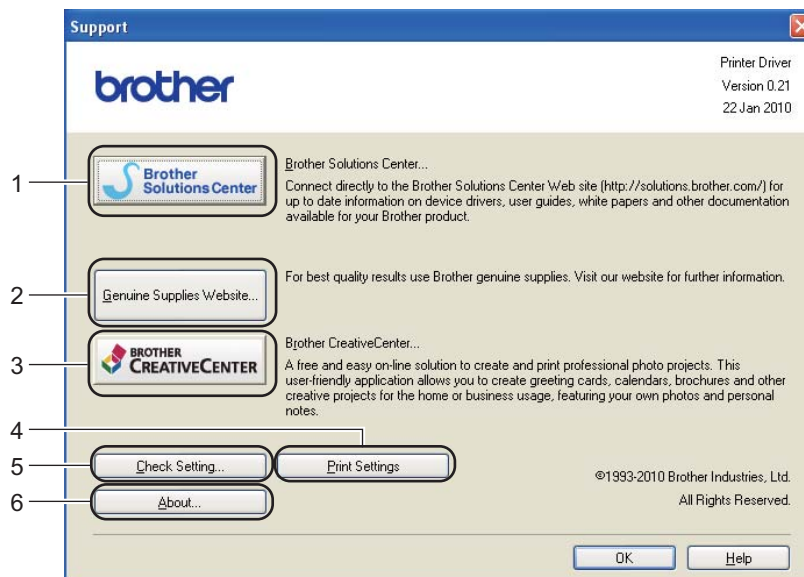 Support
brother
Printer Driver
Version 0.21
22 Jan 2010
1
Brother
Solutions Center
Brother Solutions Center...
Connect directly to the Brother Solutions Center Web site (http://solutions.brother.com/) for
up to date information on device drivers, user guides, white papers and other documentation
available for your Brother product.
2
Genuine Supplies Website...
For best quality results use Brother genuine supplies. Visit our website for further information.
3
BROTHER
CREATIVECENTER
Brother CreativeCenter...
A free and easy on-line solution to create and print professional photo projects. This
user-friendly application allows you to create greeting cards, calendars, brochures and other
creative projects for the home or business usage, featuring your own photos and personal
notes.
4
5
Check Setting...
Print Settings
©1993-2010 Brother Industries, Ltd.
6
About...
All Rights Reserved.
OK
Help